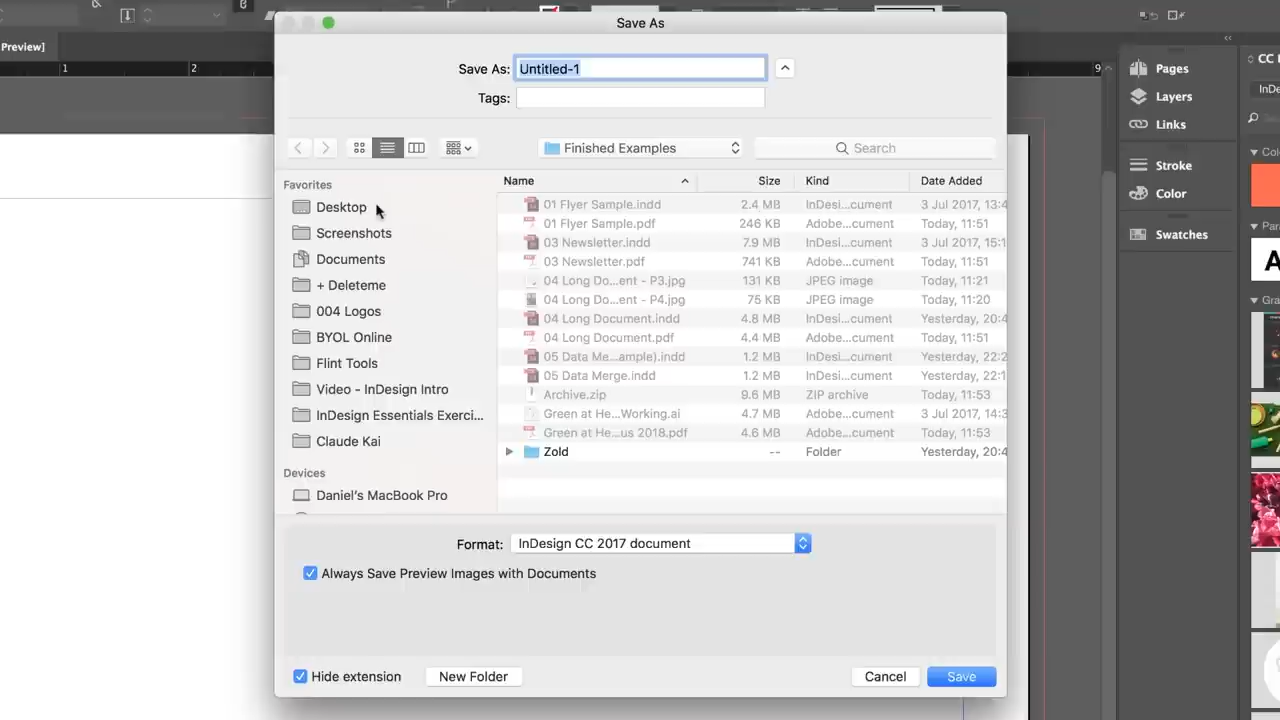 Save As
Preview]
1
2
9
Save As:
Untitled-1
Tags:
Finished Examples
Search
Favorites
Desktop
Screenshots
Documents
+ Deleteme
004 Logos
BYOL Online
Flint Tools
Video - InDesign Intro
InDesign Essentials Exerci...
Claude Kai
Devices
Daniel's MacBook Pro
Name Size Kind Date Added
01 Flyer Sample.indd 2.4 MB InDesi...cument 3 Jul 2017, 13:4
01 Flyer Sample.pdf 246 KB Adobe...cument Today, 11:51
03 Newsletter.indd 7.9 MB InDesi...cument 3 Jul 2017, 15:1
03 Newsletter.pdf 741 KB Adobe...cument Today, 11:51
04 Long Do...ent - P3.jpg 131 KB JPEG image Today, 11:21
04 Long Do...ent - P4.jpg 75 KB JPEG image Today, 11:20
04 Long Document.indd 4.8 MB InDesi...cument Yesterday, 20:4
04 Long Document.pdf 4.4 MB Adobe...cument Today, 11:51
05 Data Me...ample).indd 1.2 MB InDesi...cument Yesterday, 22:2
05 Data Merge.indd 1.2 MB InDesi...cument Yesterday, 22:1
Archive.zip 9.6 MB ZIP archive Today, 11:53
Green at He...Working.ai 4.7 MB Adobe...cument 3 Jul 2017, 14:3
Green at He...us 2018.pdf 4.6 MB Adobe...cument Today, 11:53
Zold -- Folder Yesterday, 20:4
Format: InDesign CC 2017 document
Always Save Preview Images with Documents
Hide extension
New Folder
Cancel
Save
Pages
Layers
Links
Stroke
Color
Swatches
CC
InDe
Colo
Para
A
Gra